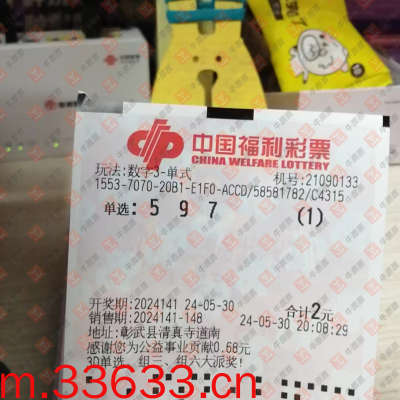 中国福利彩票
CHINA WELFARE LOTTERY
玩法:数字3-单式 机号:21090133
1553-7070-20B1-E1F0-ACCD/58581782/C4315
单选: 5 9 7 (1)
开奖期:2024141 24-05-30 合计2元
销售期:2024141-148 24-05-30 20:08:29
地址:彰武县清真寺道南
感谢您为公益事业贡献0.68元
3D单选、组三、组六大派奖!
m.33633.cn